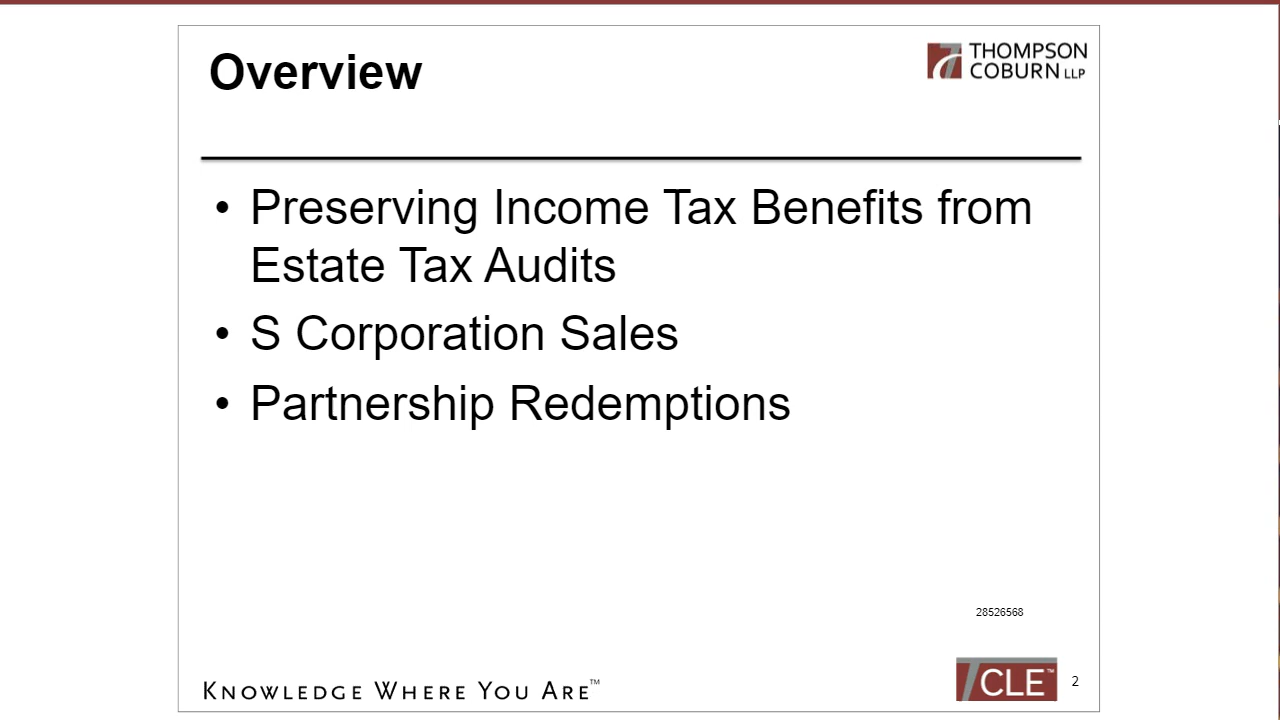 Overview
THOMPSON
COBURN LLP
• Preserving Income Tax Benefits from
Estate Tax Audits
• S Corporation Sales
• Partnership Redemptions
28526568
KNOWLEDGE WHERE YOU ARE™
CLE™
2